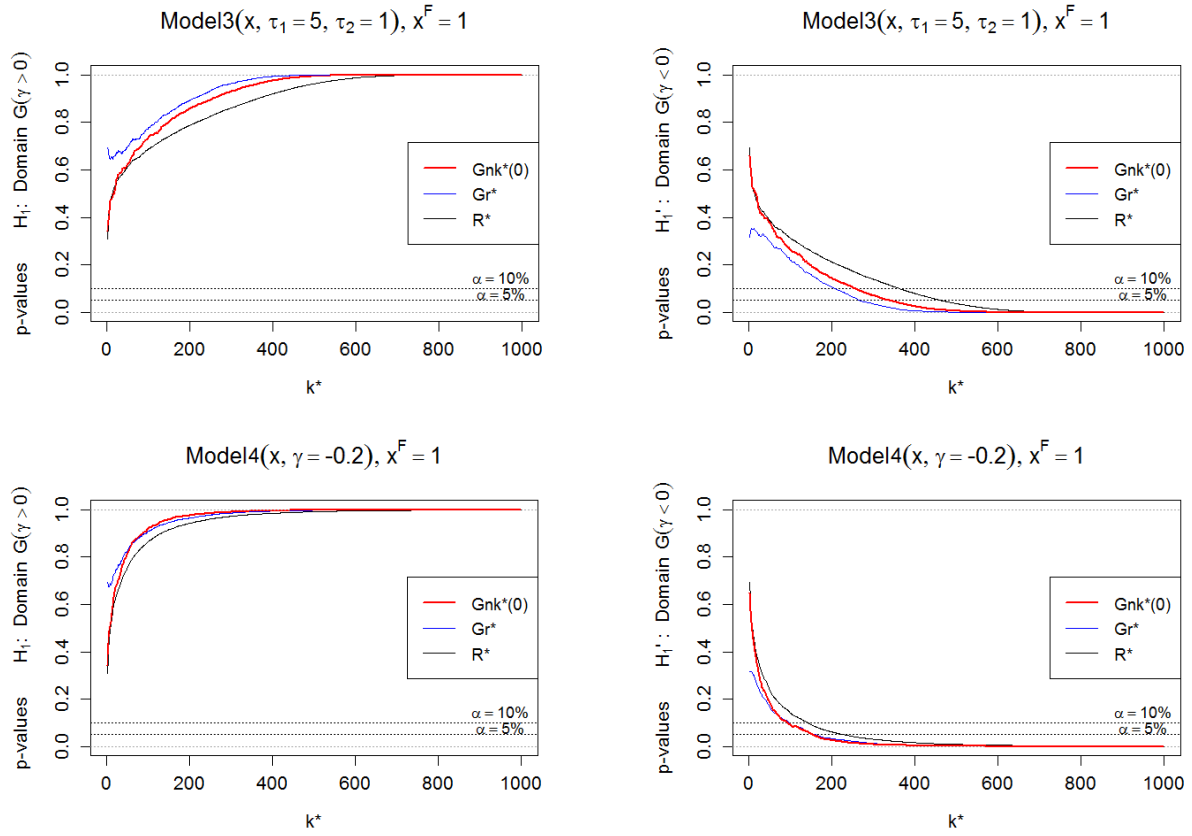 Model3(x, τ1 = 5, τ2 = 1), x^F = 1
p-values H1: Domain G(γ > 0)
1.0
0.8
0.6
0.4
0.2
0.0
Gnk*(0)
Gr*
R*
α = 10%
α = 5%
0 200 400 600 800 1000
k*
Model3(x, τ1 = 5, τ2 = 1), x^F = 1
p-values H1': Domain G(γ < 0)
1.0
0.8
0.6
0.4
0.2
0.0
Gnk*(0)
Gr*
R*
α = 10%
α = 5%
0 200 400 600 800 1000
k*
Model4(x, γ = -0.2), x^F = 1
p-values H1: Domain G(γ > 0)
1.0
0.8
0.6
0.4
0.2
0.0
Gnk*(0)
Gr*
R*
α = 10%
α = 5%
0 200 400 600 800 1000
k*
Model4(x, γ = -0.2), x^F = 1
p-values H1': Domain G(γ < 0)
1.0
0.8
0.6
0.4
0.2
0.0
Gnk*(0)
Gr*
R*
α = 10%
α = 5%
0 200 400 600 800 1000
k*